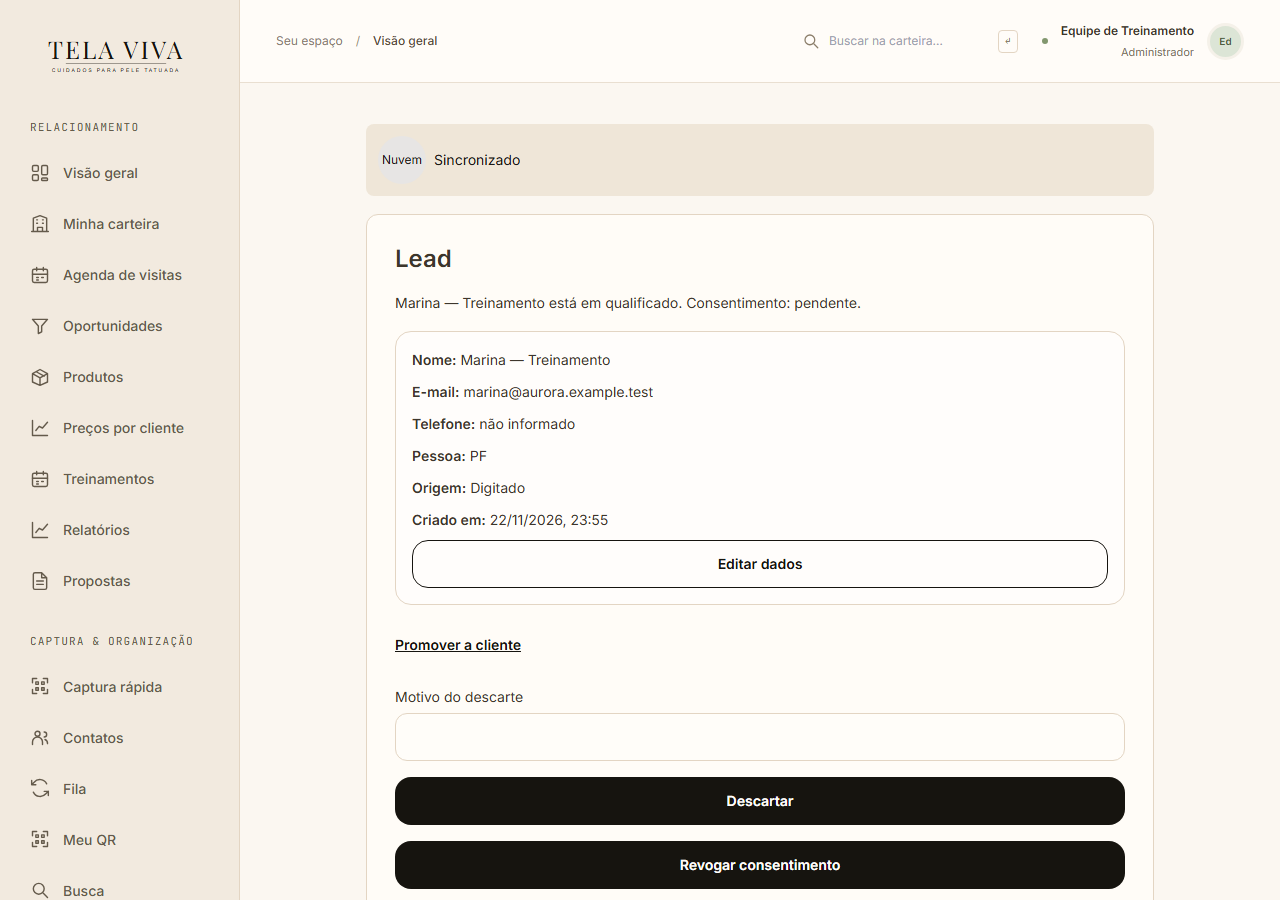 TELA VIVA
CUIDADOS PARA PELE TATUADA
RELACIONAMENTO
Visão geral
Minha carteira
Agenda de visitas
Oportunidades
Produtos
Preços por cliente
Treinamentos
Relatórios
Propostas
CAPTURA & ORGANIZAÇÃO
Captura rápida
Contatos
Fila
Meu QR
Busca
Seu espaço / Visão geral
Buscar na carteira...
↵
Equipe de Treinamento
Administrador
Ed
Nuvem Sincronizado
Lead
Marina — Treinamento está em qualificado. Consentimento: pendente.
Nome: Marina — Treinamento
E-mail: marina@aurora.example.test
Telefone: não informado
Pessoa: PF
Origem: Digitado
Criado em: 22/11/2026, 23:55
Editar dados
Promover a cliente
Motivo do descarte
Descartar
Revogar consentimento